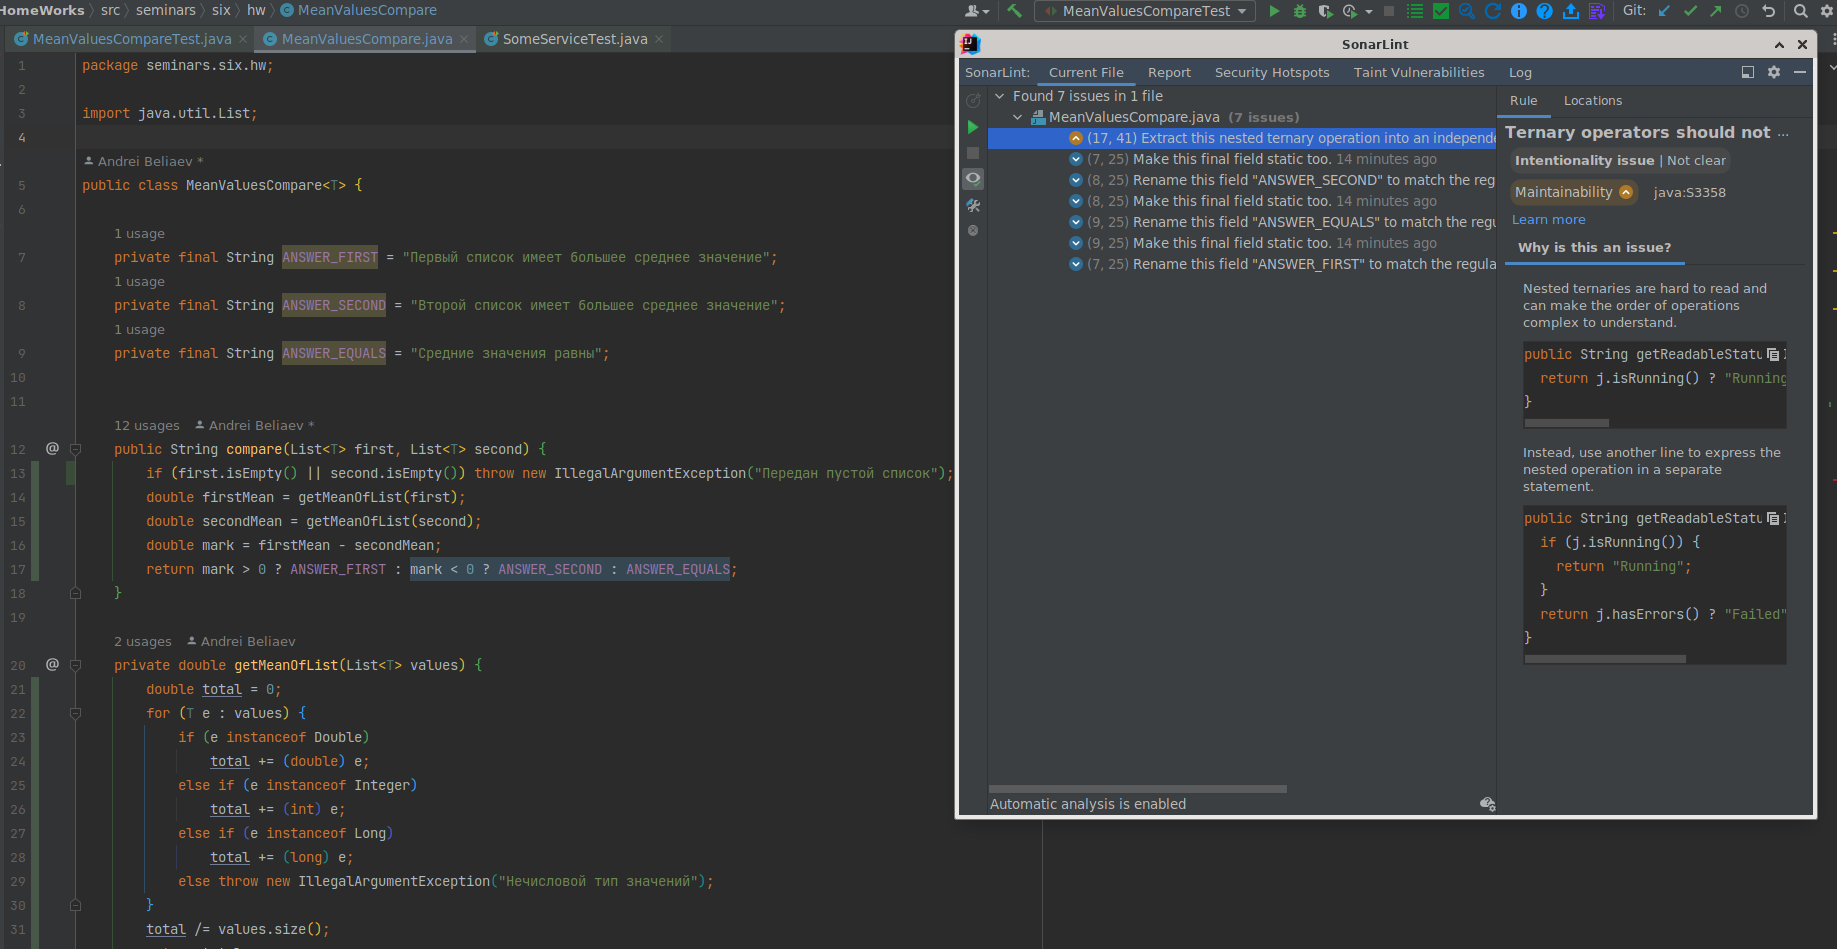 HomeWorks 〉 src 〉 seminars 〉 six 〉 hw 〉 MeanValuesCompare
MeanValuesCompareTest
Git:
MeanValuesCompareTest.java × MeanValuesCompare.java × SomeServiceTest.java ×
1 package seminars.six.hw;
2
3 import java.util.List;
4
Andrei Beliaev *
5 public class MeanValuesCompare<T> {
6
1 usage
7 private final String ANSWER_FIRST = "Первый список имеет большее среднее значение";
1 usage
8 private final String ANSWER_SECOND = "Второй список имеет большее среднее значение";
1 usage
9 private final String ANSWER_EQUALS = "Средние значения равны";
10
11
12 usages Andrei Beliaev *
12 @ public String compare(List<T> first, List<T> second) {
13 if (first.isEmpty() || second.isEmpty()) throw new IllegalArgumentException("Передан пустой список");
14 double firstMean = getMeanOfList(first);
15 double secondMean = getMeanOfList(second);
16 double mark = firstMean - secondMean;
17 return mark > 0 ? ANSWER_FIRST : mark < 0 ? ANSWER_SECOND : ANSWER_EQUALS;
18 }
19
2 usages Andrei Beliaev
20 @ private double getMeanOfList(List<T> values) {
21 double total = 0;
22 for (T e : values) {
23 if (e instanceof Double)
24 total += (double) e;
25 else if (e instanceof Integer)
26 total += (int) e;
27 else if (e instanceof Long)
28 total += (long) e;
29 else throw new IllegalArgumentException("Нечисловой тип значений");
30 }
31 total /= values.size();
SonarLint
SonarLint: Current File Report Security Hotspots Taint Vulnerabilities Log
Found 7 issues in 1 file
MeanValuesCompare.java (7 issues)
(17, 41) Extract this nested ternary operation into an independe
(7, 25) Make this final field static too. 14 minutes ago
(8, 25) Rename this field "ANSWER_SECOND" to match the reg
(8, 25) Make this final field static too. 14 minutes ago
(9, 25) Rename this field "ANSWER_EQUALS" to match the regu
(9, 25) Make this final field static too. 14 minutes ago
(7, 25) Rename this field "ANSWER_FIRST" to match the regula
Automatic analysis is enabled
Rule Locations
Ternary operators should not ...
Intentionality issue | Not clear
Maintainability java:S3358
Learn more
Why is this an issue?
Nested ternaries are hard to read and
can make the order of operations
complex to understand.
public String getReadableStatu
return j.isRunning() ? "Running
}
Instead, use another line to express the
nested operation in a separate
statement.
public String getReadableStatu
if (j.isRunning()) {
return "Running";
}
return j.hasErrors() ? "Failed"
}